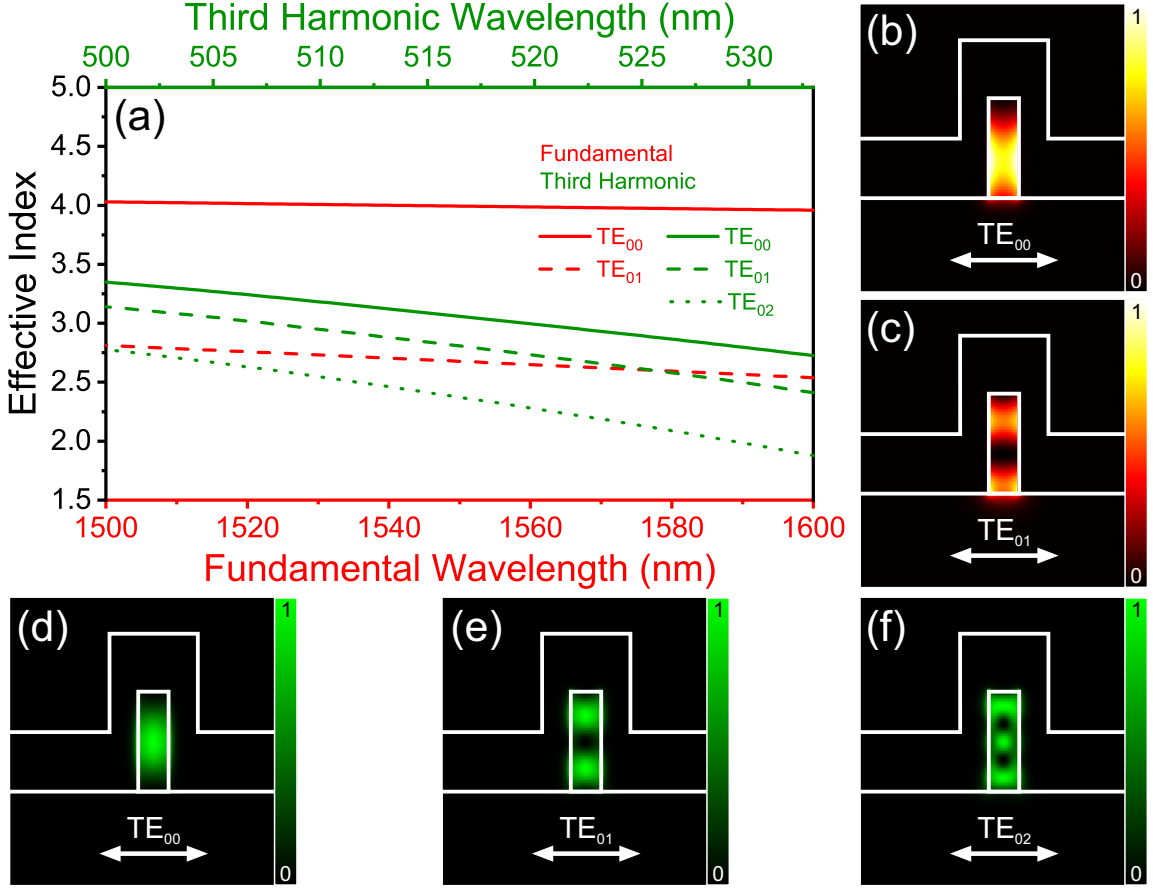 Third Harmonic Wavelength (nm)
500 505 510 515 520 525 530
(a)
Effective Index
5.0
4.5
4.0
3.5
3.0
2.5
2.0
1.5
Fundamental
Third Harmonic
TE00 TE00
TE01 TE01
TE02
1500 1520 1540 1560 1580 1600
Fundamental Wavelength (nm)
(b)
1
TE00
0
(c)
1
TE01
0
(d)
1
TE00
0
(e)
1
TE01
0
(f)
1
TE02
0